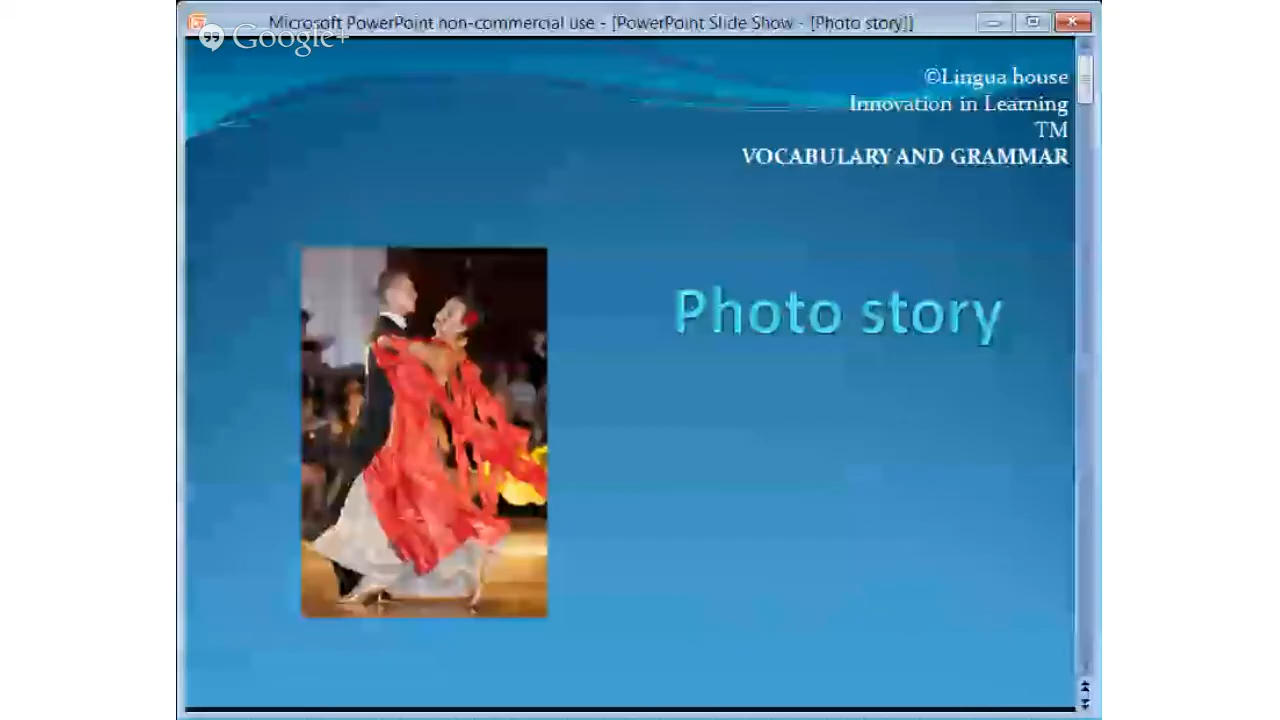 Microsoft PowerPoint non-commercial use - [PowerPoint Slide Show - [Photo story]]
Google+
©Lingua house
Innovation in Learning
TM
VOCABULARY AND GRAMMAR
Photo story